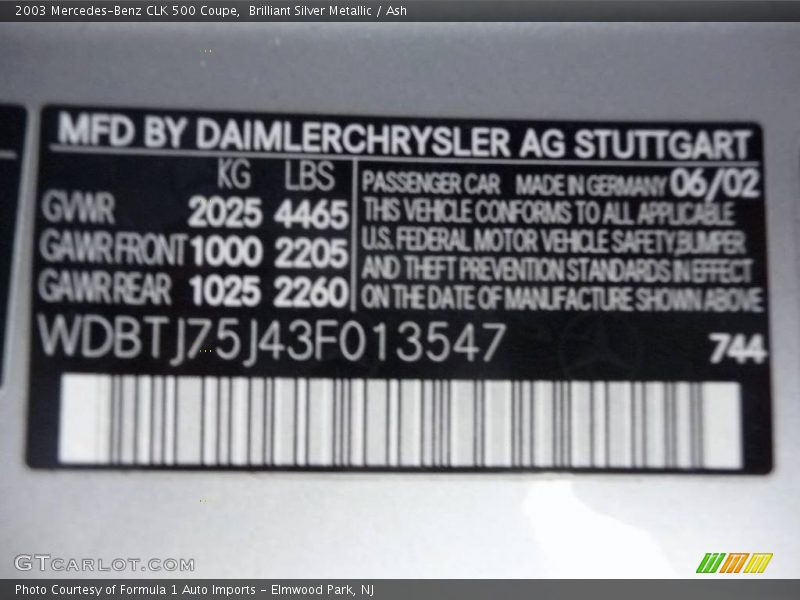 2003 Mercedes-Benz CLK 500 Coupe,  Brilliant Silver Metallic / Ash
MFD BY DAIMLERCHRYSLER AG STUTTGART
KG LBS
GVWR 2025 4465
GAWR FRONT 1000 2205
GAWR REAR 1025 2260
PASSENGER CAR MADE IN GERMANY 06/02
THIS VEHICLE CONFORMS TO ALL APPLICABLE
U.S. FEDERAL MOTOR VEHICLE SAFETY, BUMPER
AND THEFT PREVENTION STANDARDS IN EFFECT
ON THE DATE OF MANUFACTURE SHOWN ABOVE
WDBTJ75J43F013547 744
GTCARLOT.COM
Photo Courtesy of Formula 1 Auto Imports - Elmwood Park, NJ